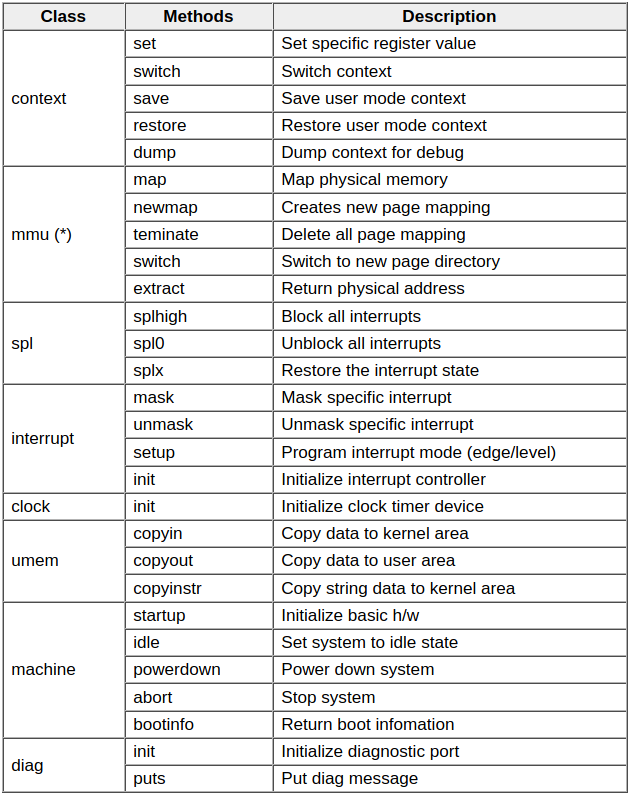 Class Methods Description
context set Set specific register value
switch Switch context
save Save user mode context
restore Restore user mode context
dump Dump context for debug
mmu (*) map Map physical memory
newmap Creates new page mapping
teminate Delete all page mapping
switch Switch to new page directory
extract Return physical address
spl splhigh Block all interrupts
spl0 Unblock all interrupts
splx Restore the interrupt state
interrupt mask Mask specific interrupt
unmask Unmask specific interrupt
setup Program interrupt mode (edge/level)
init Initialize interrupt controller
clock init Initialize clock timer device
umem copyin Copy data to kernel area
copyout Copy data to user area
copyinstr Copy string data to kernel area
machine startup Initialize basic h/w
idle Set system to idle state
powerdown Power down system
abort Stop system
bootinfo Return boot infomation
diag init Initialize diagnostic port
puts Put diag message